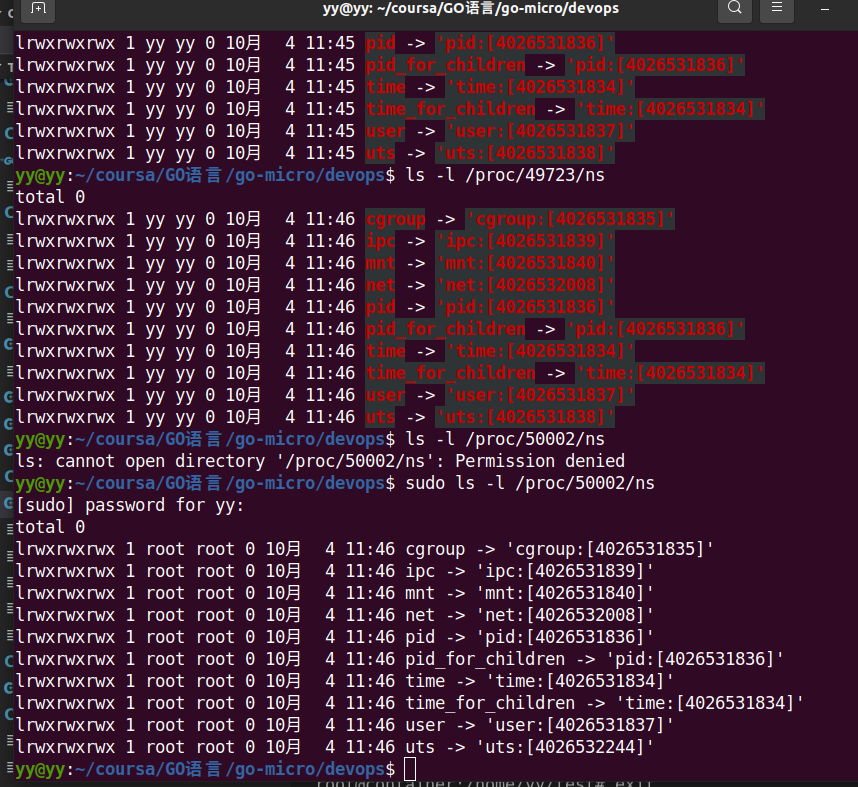 yy@yy: ~/coursa/GO语言/go-micro/devops
lrwxrwxrwx 1 yy yy 0 10月  4 11:45 pid -> 'pid:[4026531836]'
lrwxrwxrwx 1 yy yy 0 10月  4 11:45 pid_for_children -> 'pid:[4026531836]'
lrwxrwxrwx 1 yy yy 0 10月  4 11:45 time -> 'time:[4026531834]'
lrwxrwxrwx 1 yy yy 0 10月  4 11:45 time_for_children -> 'time:[4026531834]'
lrwxrwxrwx 1 yy yy 0 10月  4 11:45 user -> 'user:[4026531837]'
lrwxrwxrwx 1 yy yy 0 10月  4 11:45 uts -> 'uts:[4026531838]'
yy@yy:~/coursa/GO语言/go-micro/devops$ ls -l /proc/49723/ns
total 0
lrwxrwxrwx 1 yy yy 0 10月  4 11:46 cgroup -> 'cgroup:[4026531835]'
lrwxrwxrwx 1 yy yy 0 10月  4 11:46 ipc -> 'ipc:[4026531839]'
lrwxrwxrwx 1 yy yy 0 10月  4 11:46 mnt -> 'mnt:[4026531840]'
lrwxrwxrwx 1 yy yy 0 10月  4 11:46 net -> 'net:[4026532008]'
lrwxrwxrwx 1 yy yy 0 10月  4 11:46 pid -> 'pid:[4026531836]'
lrwxrwxrwx 1 yy yy 0 10月  4 11:46 pid_for_children -> 'pid:[4026531836]'
lrwxrwxrwx 1 yy yy 0 10月  4 11:46 time -> 'time:[4026531834]'
lrwxrwxrwx 1 yy yy 0 10月  4 11:46 time_for_children -> 'time:[4026531834]'
lrwxrwxrwx 1 yy yy 0 10月  4 11:46 user -> 'user:[4026531837]'
lrwxrwxrwx 1 yy yy 0 10月  4 11:46 uts -> 'uts:[4026531838]'
yy@yy:~/coursa/GO语言/go-micro/devops$ ls -l /proc/50002/ns
ls: cannot open directory '/proc/50002/ns': Permission denied
yy@yy:~/coursa/GO语言/go-micro/devops$ sudo ls -l /proc/50002/ns
[sudo] password for yy:
total 0
lrwxrwxrwx 1 root root 0 10月  4 11:46 cgroup -> 'cgroup:[4026531835]'
lrwxrwxrwx 1 root root 0 10月  4 11:46 ipc -> 'ipc:[4026531839]'
lrwxrwxrwx 1 root root 0 10月  4 11:46 mnt -> 'mnt:[4026531840]'
lrwxrwxrwx 1 root root 0 10月  4 11:46 net -> 'net:[4026532008]'
lrwxrwxrwx 1 root root 0 10月  4 11:46 pid -> 'pid:[4026531836]'
lrwxrwxrwx 1 root root 0 10月  4 11:46 pid_for_children -> 'pid:[4026531836]'
lrwxrwxrwx 1 root root 0 10月  4 11:46 time -> 'time:[4026531834]'
lrwxrwxrwx 1 root root 0 10月  4 11:46 time_for_children -> 'time:[4026531834]'
lrwxrwxrwx 1 root root 0 10月  4 11:46 user -> 'user:[4026531837]'
lrwxrwxrwx 1 root root 0 10月  4 11:46 uts -> 'uts:[4026532244]'
yy@yy:~/coursa/GO语言/go-micro/devops$